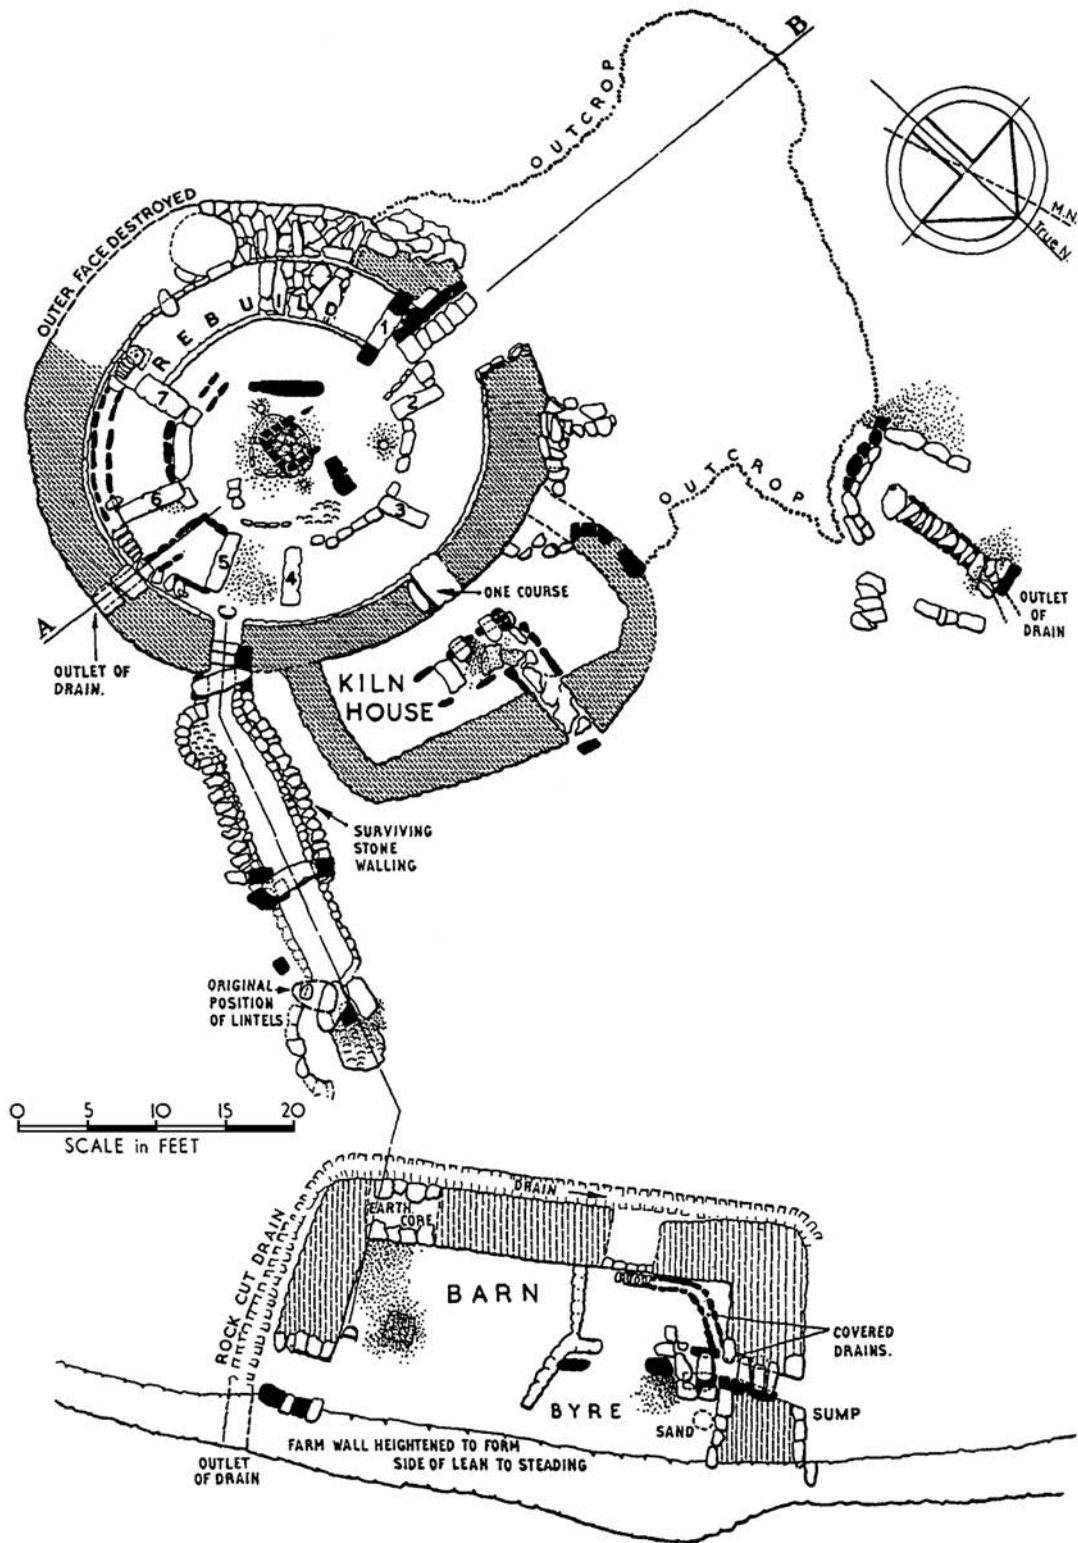 B
OUTCROP
M.N.
True N.
OUTER FACE DESTROYED
REBUILD
1
7
2
6
3
5
4
OUTCROP
ONE COURSE
A
C
OUTLET OF
DRAIN.
OUTLET
OF
DRAIN
KILN
HOUSE
SURVIVING
STONE
WALLING
ORIGINAL
POSITION
OF LINTELS
0 5 10 15 20
SCALE in FEET
DRAIN
EARTH
CORE
ROCK CUT DRAIN
BARN
COVERED
DRAINS.
BYRE
SAND
SUMP
FARM WALL HEIGHTENED TO FORM
SIDE OF LEAN TO STEADING
OUTLET
OF DRAIN